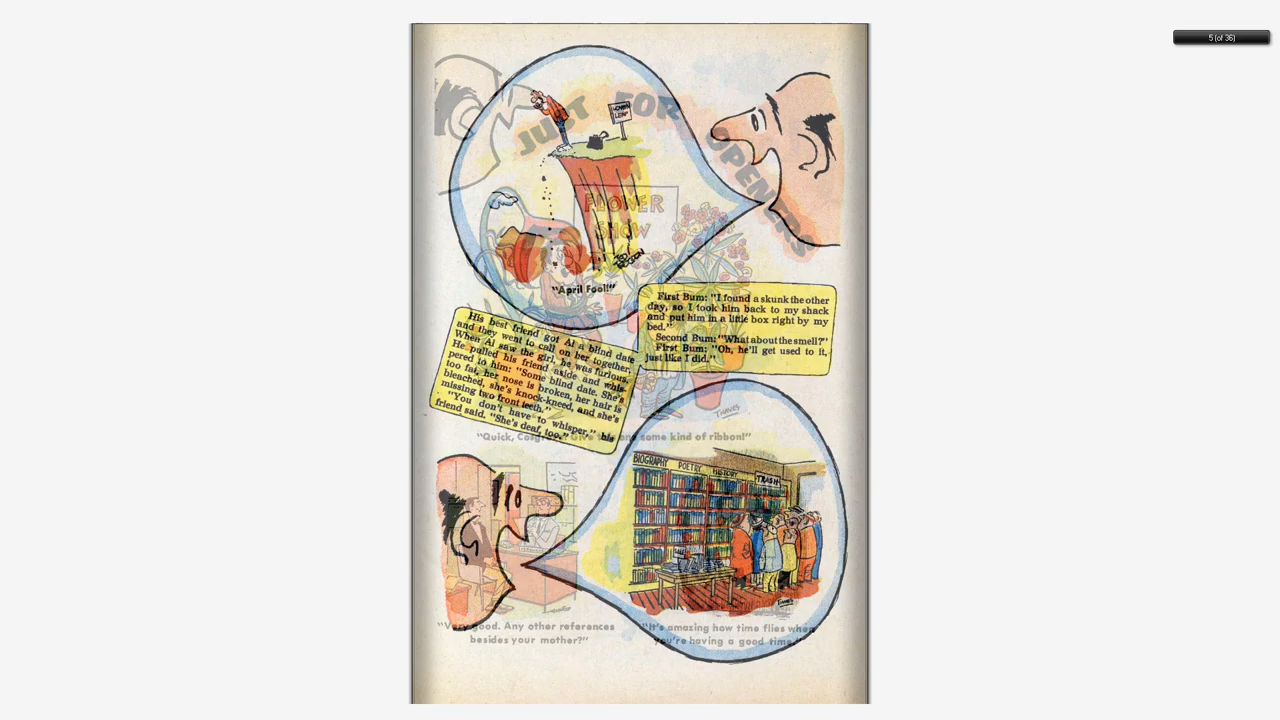 5 (of 36)
JUST FOR OPENERS
LOVERS LEAP
FLOWER
SHOW
"April Fool!"
First Bum: "I found a skunk the other
day, so I took him back to my shack
and put him in a little box right by my
bed."
Second Bum: "What about the smell?"
First Bum: "Oh, he'll get used to it,
just like I did."
His best friend got Al a blind date
and they went to call on her together.
When Al saw the girl, he was furious.
He pulled his friend aside and whis-
pered to him: "Some blind date. She's
too fat, her nose is broken, her hair is
bleached, she's knock-kneed, and she's
missing two front teeth."
"You don't have to whisper," his
friend said. "She's deaf, too."
THAVES
"Quick, some kind of ribbon!"
BIOGRAPHY POETRY HISTORY TRASH
THAVES
"Very good. Any other references
besides your mother?"
"It's amazing how time flies when
you're having a good time."